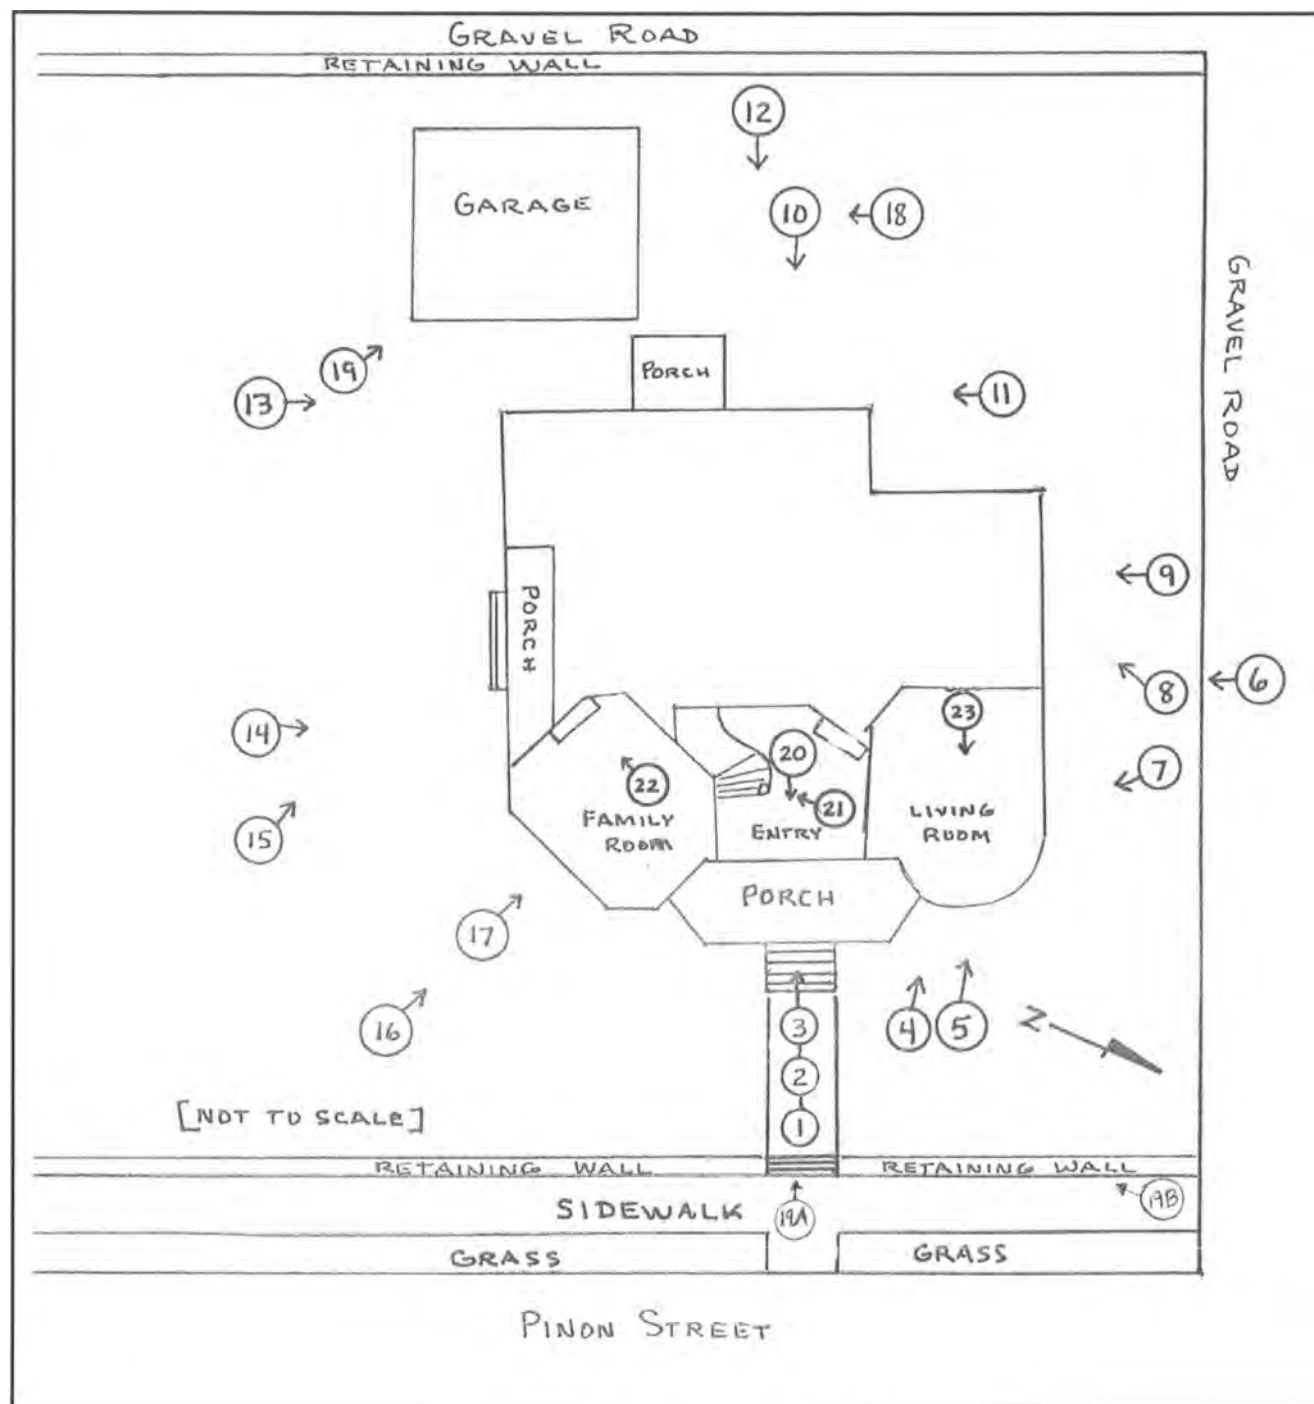 GRAVEL ROAD
RETAINING WALL
12
GARAGE
10
18
GRAVEL ROAD
19
PORCH
13
11
9
PORCH
8
6
23
14
20
7
22
21
15
FAMILY
ROOM
ENTRY
LIVING
ROOM
PORCH
17
16
3
4
5
N
2
[NOT TO SCALE]
1
RETAINING WALL
RETAINING WALL
19B
SIDEWALK
19A
GRASS
GRASS
PINON STREET